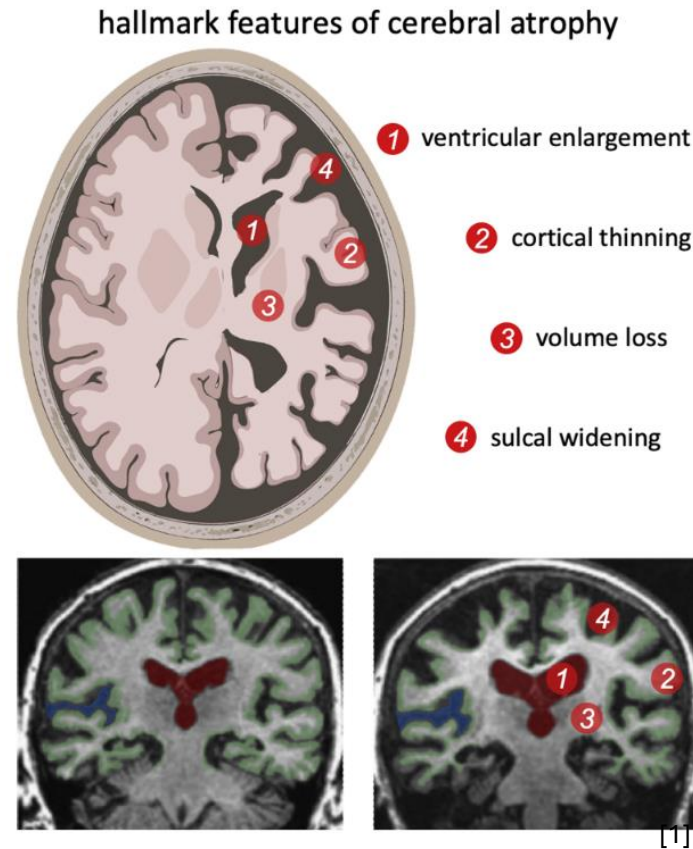 hallmark features of cerebral atrophy
1 ventricular enlargement
4
1
2
2 cortical thinning
3
3 volume loss
4 sulcal widening
4
2
1
3
[1]